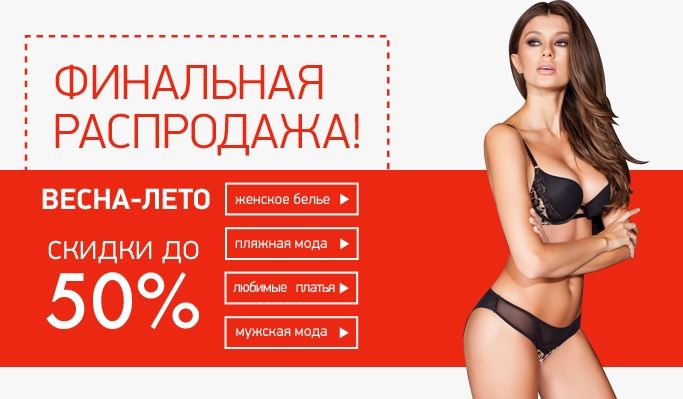 ФИНАЛЬНАЯ
РАСПРОДАЖА!
ВЕСНА-ЛЕТО
СКИДКИ ДО
50%
женское белье
пляжная мода
любимые платья
мужская мода